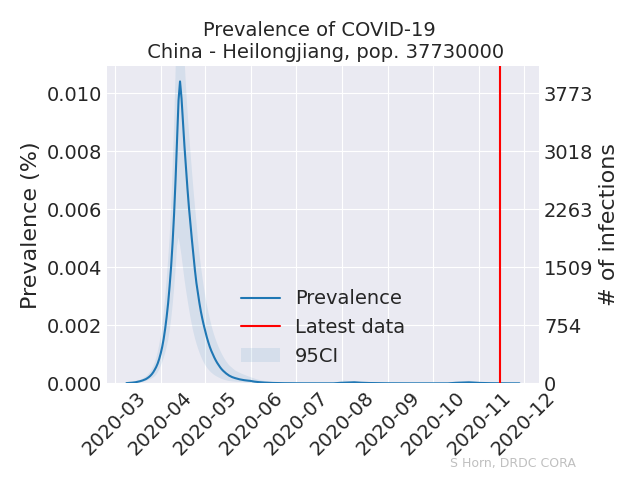 Prevalence of COVID-19
China - Heilongjiang, pop. 37730000
Prevalence (%)
0.010
0.008
0.006
0.004
0.002
0.000
3773
3018
2263
1509
754
0
# of infections
Prevalence
Latest data
95CI
2020-03
2020-04
2020-05
2020-06
2020-07
2020-08
2020-09
2020-10
2020-11
2020-12
S Horn, DRDC CORA